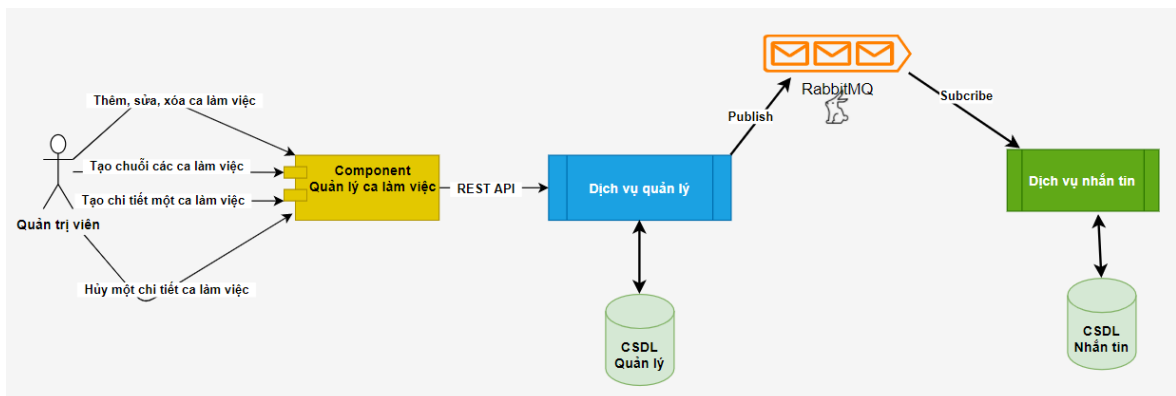 Thêm, sửa, xóa ca làm việc
Tạo chuỗi các ca làm việc
Tạo chi tiết một ca làm việc
Quản trị viên
Hủy một chi tiết ca làm việc
Component
Quản lý ca làm việc
REST API
Dịch vụ quản lý
CSDL
Quản lý
Publish
RabbitMQ
Subcribe
Dịch vụ nhắn tin
CSDL
Nhắn tin